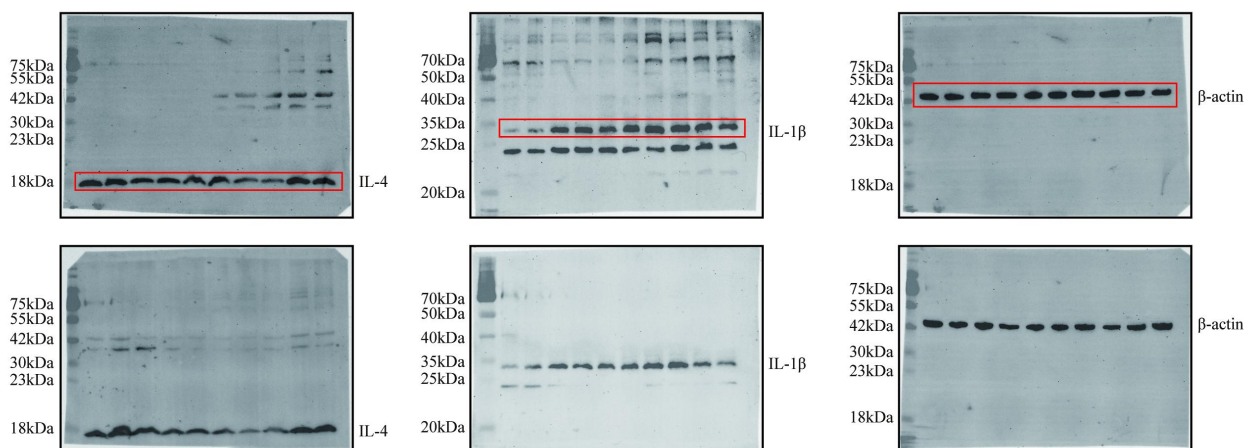 75kDa
55kDa
42kDa
30kDa
23kDa
18kDa
IL-4
70kDa
50kDa
40kDa
35kDa
25kDa
20kDa
IL-1β
75kDa
55kDa
42kDa
30kDa
23kDa
18kDa
β-actin
75kDa
55kDa
42kDa
30kDa
23kDa
18kDa
IL-4
70kDa
50kDa
40kDa
35kDa
25kDa
20kDa
IL-1β
75kDa
55kDa
42kDa
30kDa
23kDa
18kDa
β-actin